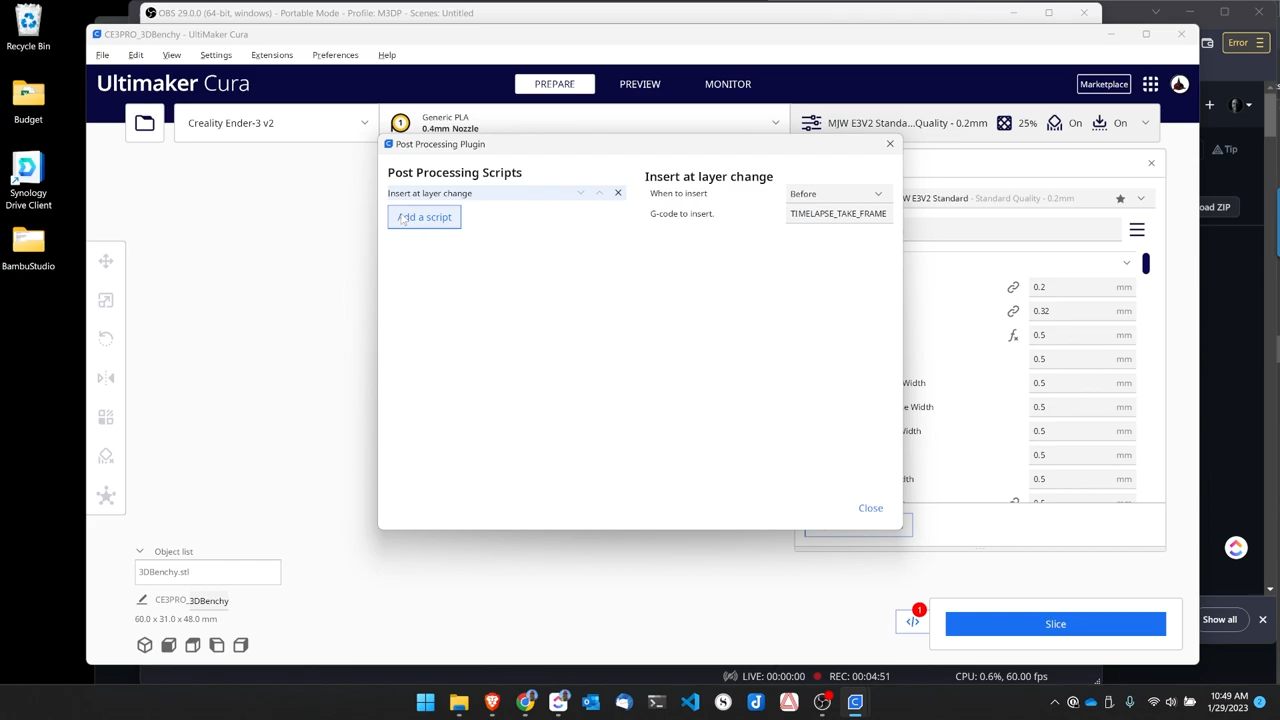 OBS 29.0.0 (64-bit, windows) - Portable Mode - Profile: M3DP - Scenes: Untitled
Recycle Bin
Budget
Synology
Drive Client
BambuStudio
CE3PRO_3DBenchy - UltiMaker Cura
File Edit View Settings Extensions Preferences Help
Ultimaker Cura
PREPARE PREVIEW MONITOR
Marketplace
Error
Creality Ender-3 v2
1
Generic PLA
0.4mm Nozzle
MJW E3V2 Standa...Quality - 0.2mm 25% On On
Tip
Post Processing Plugin
Post Processing Scripts
Insert at layer change
Add a script
Insert at layer change
When to insert Before
G-code to insert. TIMELAPSE_TAKE_FRAME
Close
W E3V2 Standard - Standard Quality - 0.2mm
oad ZIP
0.2 mm
0.32 mm
0.5 mm
0.5 mm
Width 0.5 mm
e Width 0.5 mm
Width 0.5 mm
0.5 mm
dth 0.5 mm
Object list
3DBenchy.stl
CE3PRO_3DBenchy
60.0 x 31.0 x 48.0 mm
1
Slice
Show all
LIVE: 00:00:00 REC: 00:04:51 CPU: 0.6%, 60.00 fps
10:49 AM
1/29/2023
2